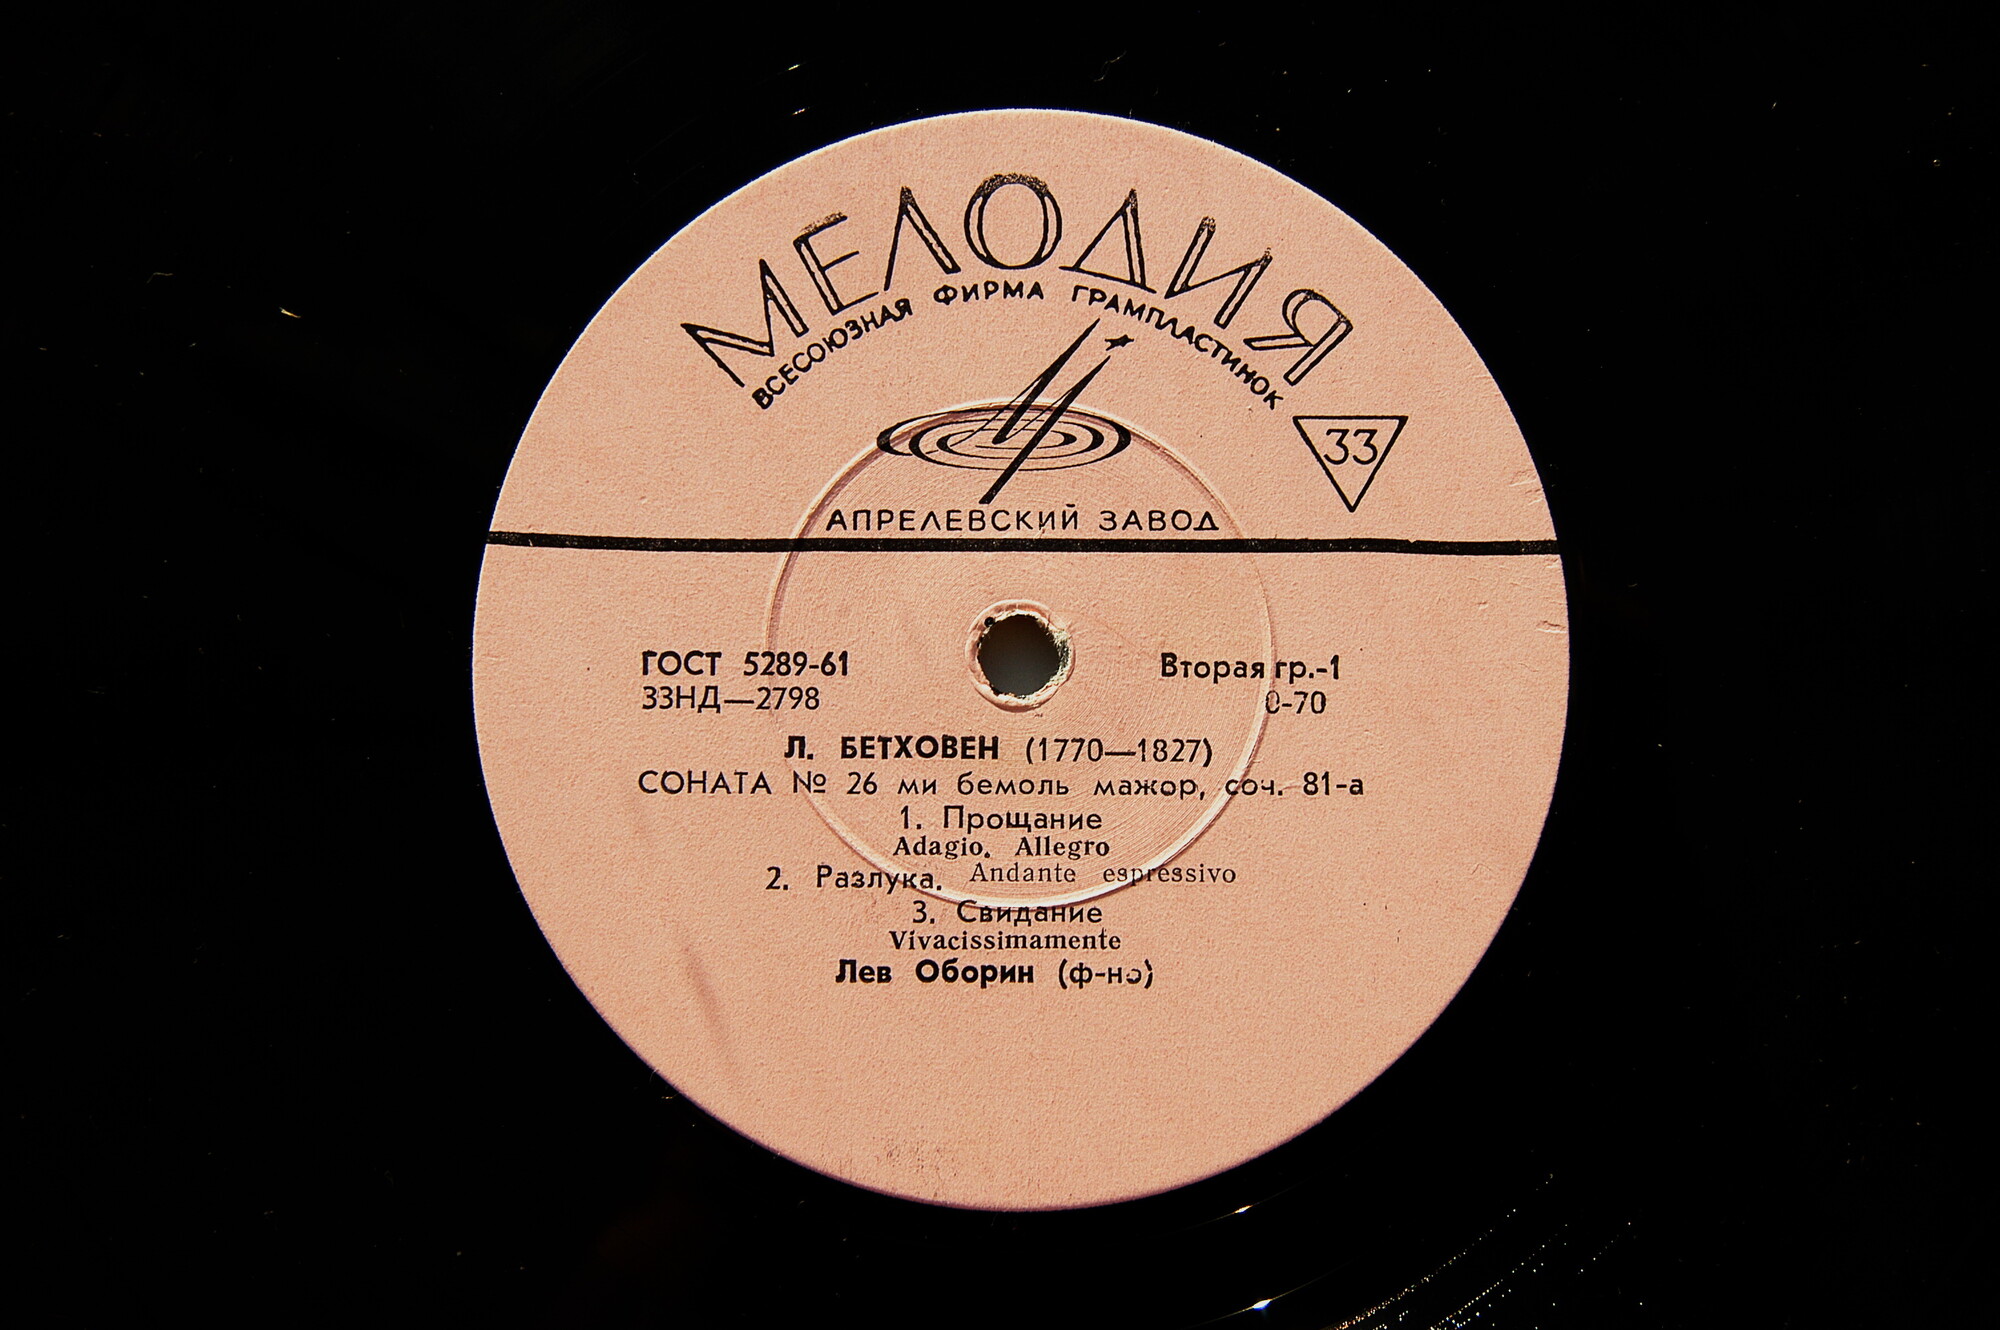 МЕЛОДИЯ
ВСЕСОЮЗНАЯ ФИРМА ГРАМПЛАСТИНОК
33
АПРЕЛЕВСКИЙ ЗАВОД
ГОСТ 5289-61
Вторая гр.-1
33НД—2798
0-70
Л. БЕТХОВЕН (1770—1827)
СОНАТА № 26 ми бемоль мажор, соч. 81-а
1. Прощание
Adagio. Allegro
2. Разлука. Andante espressivo
3. Свидание
Vivacissimamente
Лев Оборин (ф-но)